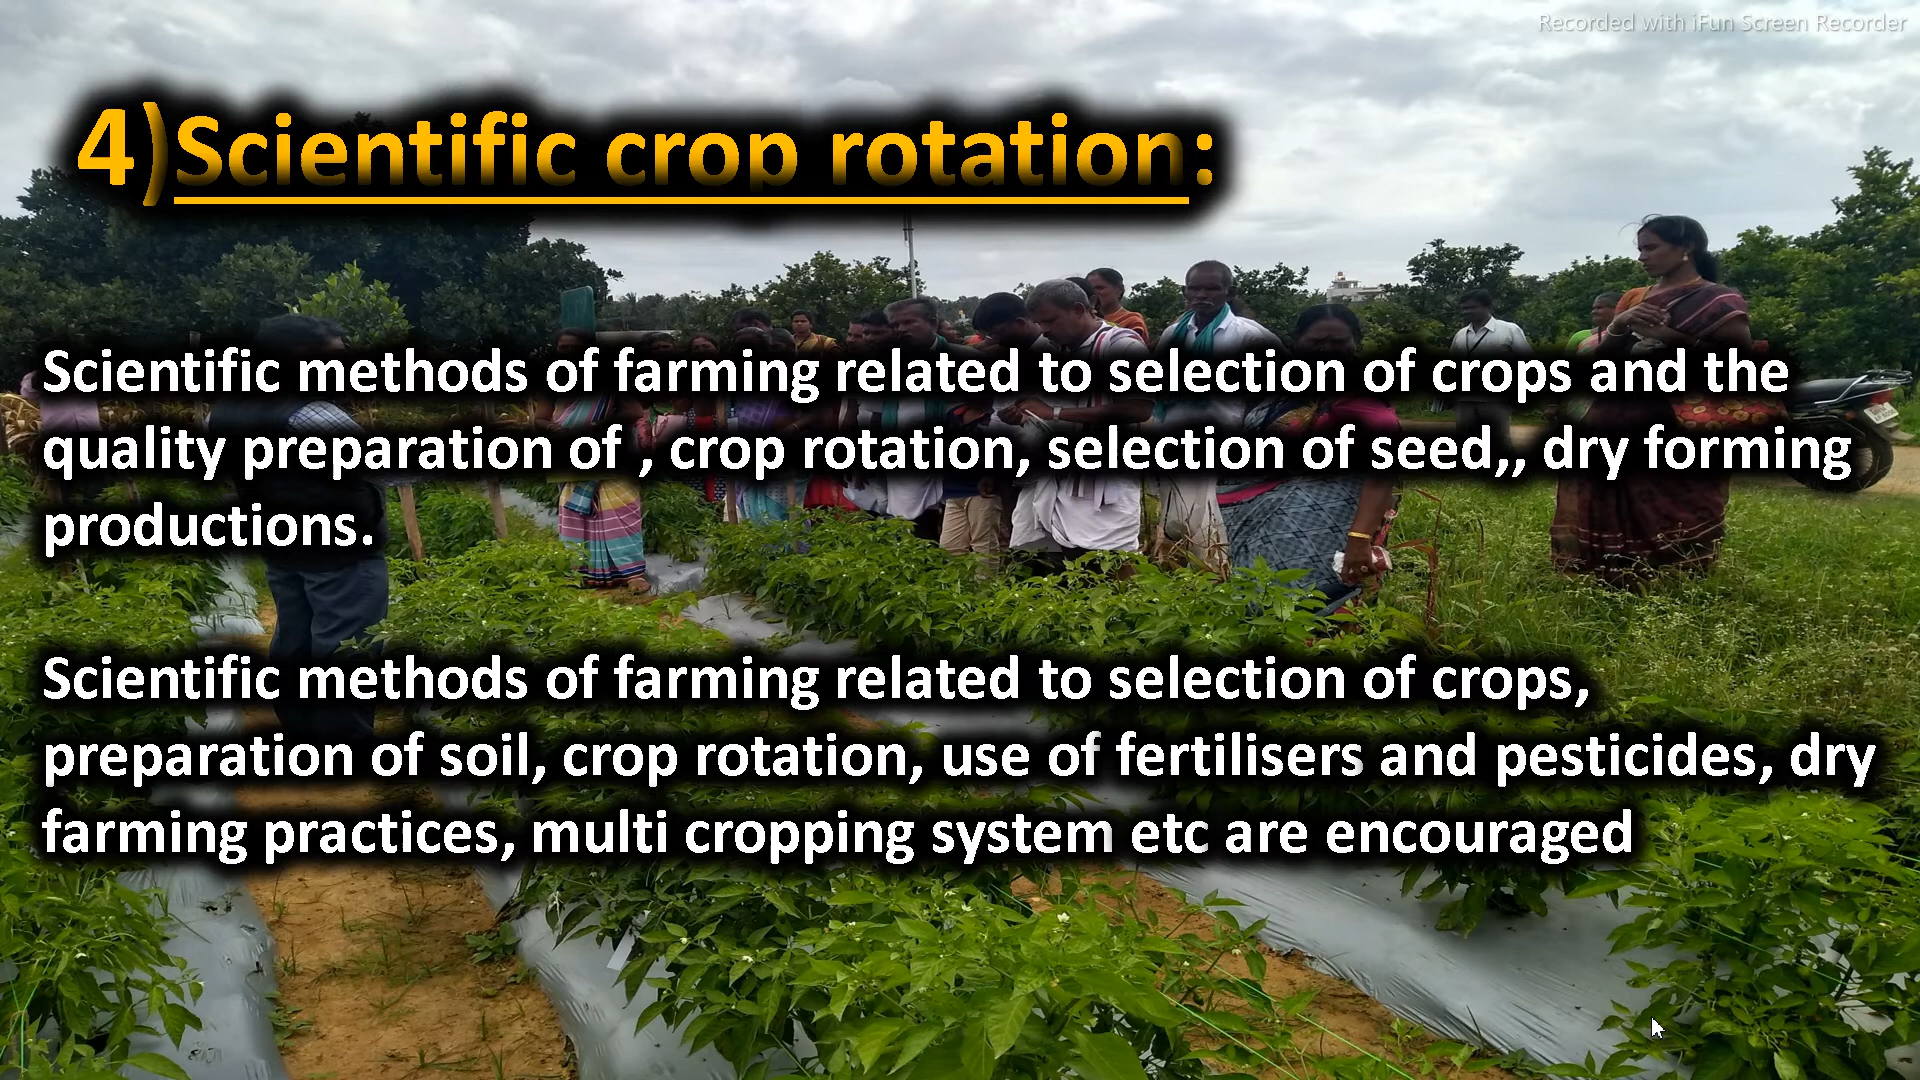 Recorded with iFun Screen Recorder
4)Scientific crop rotation:
Scientific methods of farming related to selection of crops and the
quality preparation of , crop rotation, selection of seed,, dry forming
productions.
Scientific methods of farming related to selection of crops,
preparation of soil, crop rotation, use of fertilisers and pesticides, dry
farming practices, multi cropping system etc are encouraged